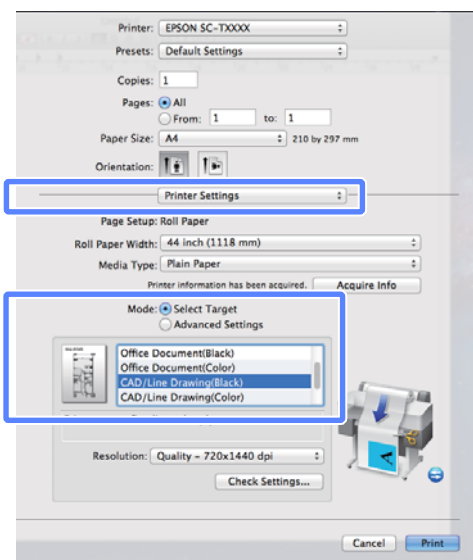 Printer: EPSON SC-TXXXX
Presets: Default Settings
Copies: 1
Pages: All
From: 1 to: 1
Paper Size: A4 210 by 297 mm
Orientation:
Printer Settings
Page Setup: Roll Paper
Roll Paper Width: 44 inch (1118 mm)
Media Type: Plain Paper
Printer information has been acquired. Acquire Info
Mode: Select Target
Advanced Settings
Office Document(Black)
Office Document(Color)
CAD/Line Drawing(Black)
CAD/Line Drawing(Color)
Resolution: Quality - 720x1440 dpi
Check Settings...
Cancel Print